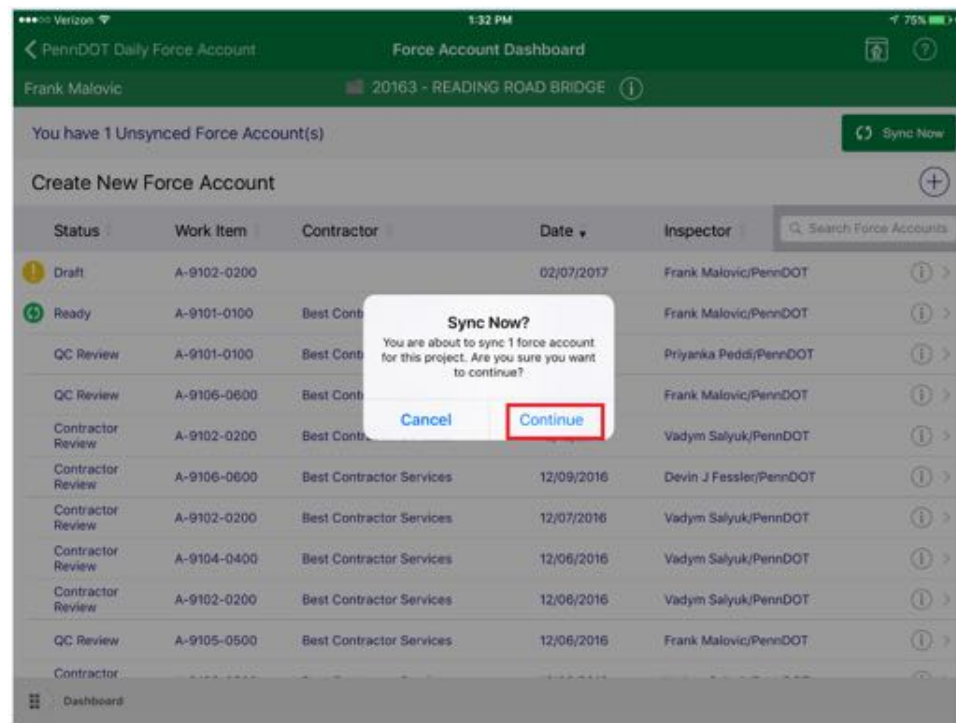 Verizon 1:32 PM 75%
PennDOT Daily Force Account Force Account Dashboard ?
Frank Malovic 20163 - READING ROAD BRIDGE i
You have 1 Unsynced Force Account(s) Sync Now
Create New Force Account
Status Work Item Contractor Date Inspector Search Force Accounts
Draft A-9102-0200 02/07/2017 Frank Malovic/PennDOT
Ready A-9101-0100 Best Cont Frank Malovic/PennDOT
QC Review A-9101-0100 Best Cont Priyanka Peddi/PennDOT
QC Review A-9106-0600 Best Cont Frank Malovic/PennDOT
Contractor Review A-9102-0200 Best Cont Vadym Salyuk/PennDOT
Sync Now?
You are about to sync 1 force account
for this project. Are you sure you want
to continue?
Cancel Continue
Contractor Review A-9106-0600 Best Contractor Services 12/09/2016 Devin J Fessler/PennDOT
Contractor Review A-9102-0200 Best Contractor Services 12/07/2016 Vadym Salyuk/PennDOT
Contractor Review A-9104-0400 Best Contractor Services 12/06/2016 Vadym Salyuk/PennDOT
Contractor Review A-9102-0200 Best Contractor Services 12/06/2016 Vadym Salyuk/PennDOT
QC Review A-9105-0500 Best Contractor Services 12/06/2016 Frank Malovic/PennDOT
Contractor
Dashboard